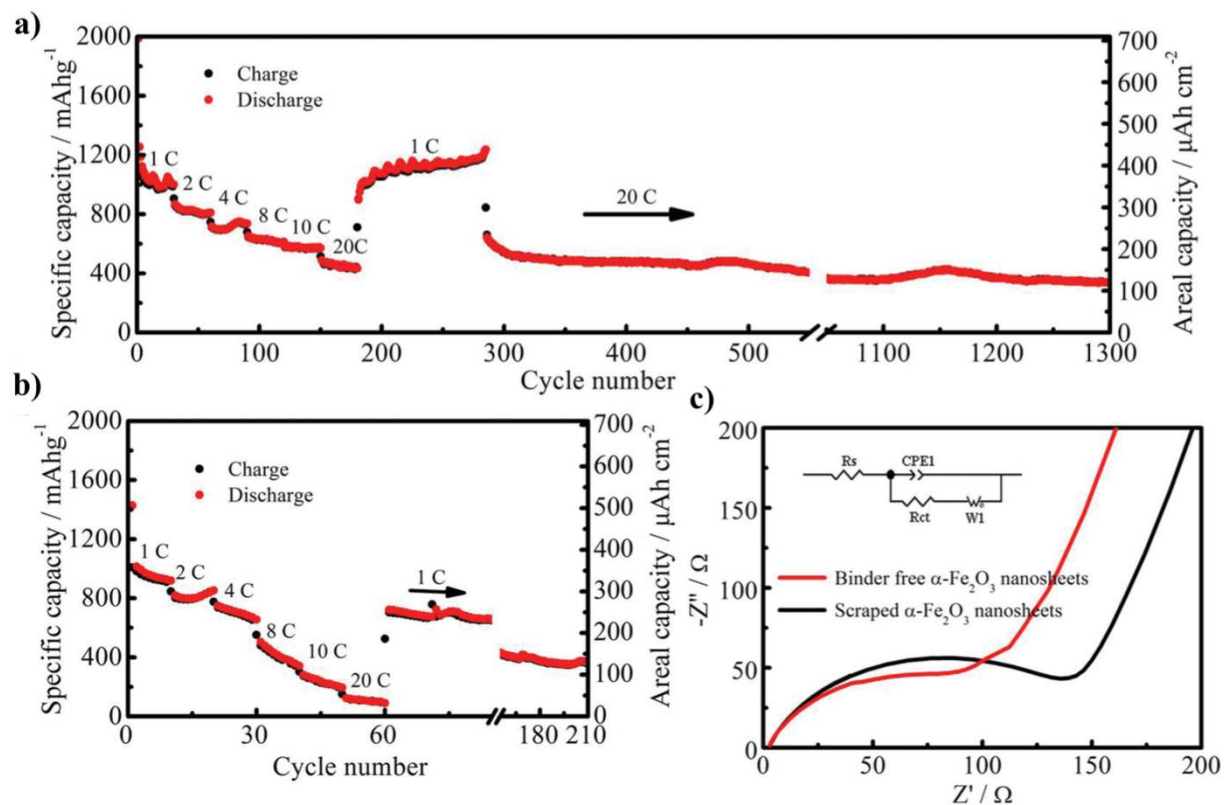 a)
2000
1600
1200
800
400
0
Specific capacity / mAhg⁻¹
Charge
Discharge
1 C
2 C
4 C
8 C
10 C
20C
1 C
20 C
700
600
500
400
300
200
100
0
Areal capacity / μAh cm⁻²
0 100 200 300 400 500 1100 1200 1300
Cycle number
b)
2000
1600
1200
800
400
0
Specific capacity / mAhg⁻¹
Charge
Discharge
1 C
2 C
4 C
8 C
10 C
20 C
1 C
700
600
500
400
300
200
100
0
Areal capacity / μAh cm⁻²
0 30 60 180 210
Cycle number
c)
200
150
100
50
0
-Z'' / Ω
Rs CPE1
Rct W1
Binder free α-Fe₂O₃ nanosheets
Scraped α-Fe₂O₃ nanosheets
0 50 100 150 200
Z' / Ω